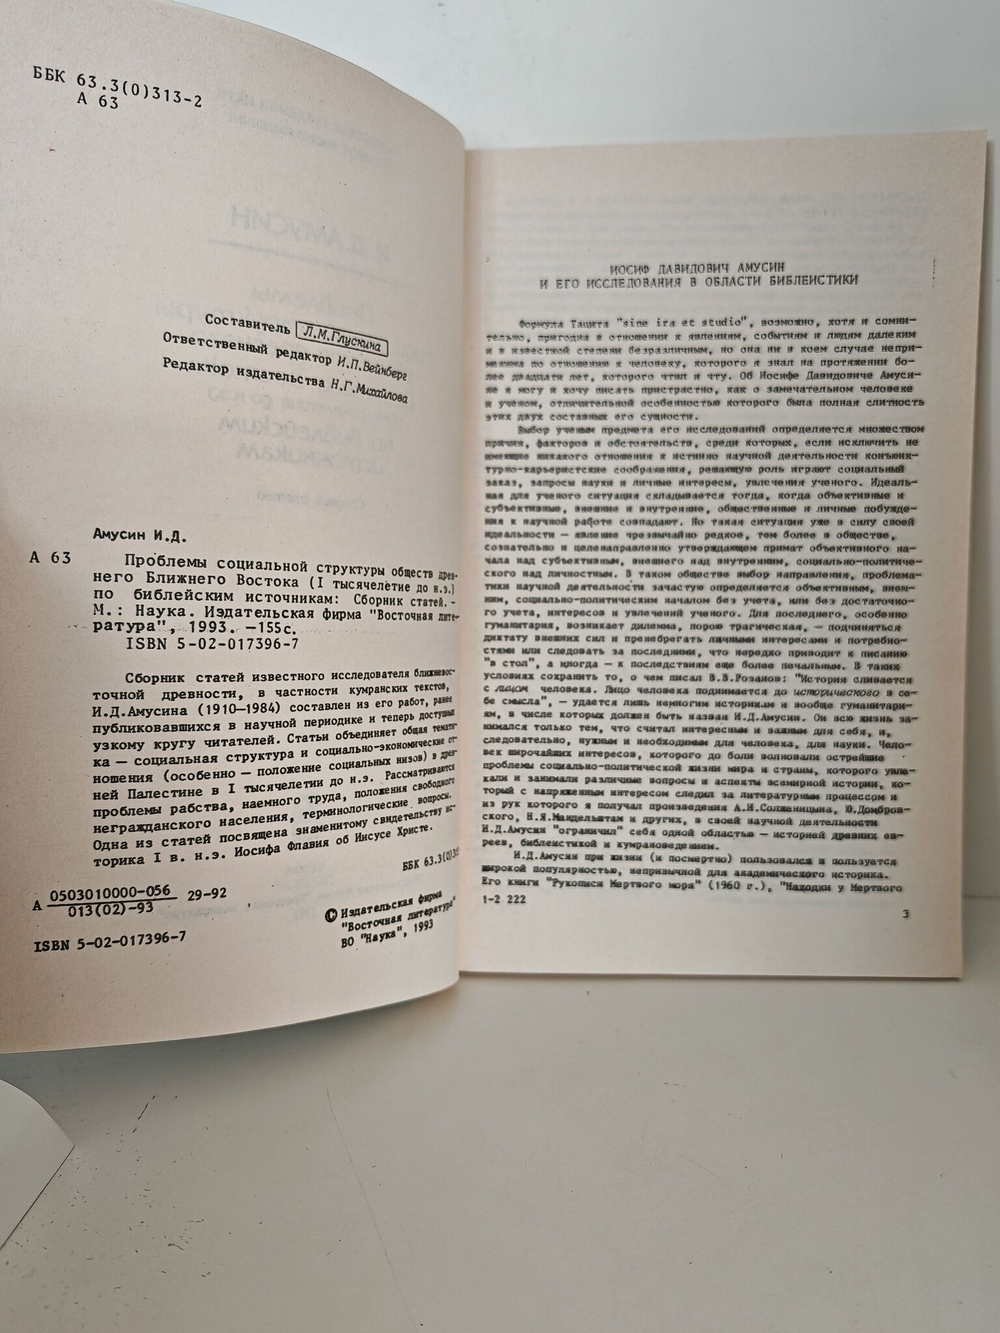 ББК 63.3(0)313-2
А 63
Составитель Л.М.Глускина
Ответственный редактор И.П.Вейнберг
Редактор издательства Н.Г.Михайлова
Амусин И.Д.
А 63 Проблемы социальной структуры обществ древ-
него Ближнего Востока (I тысячелетие до н.э.)
по библейским источникам: Сборник статей. -
М.: Наука. Издательская фирма "Восточная лите-
ратура", 1993. —155с.
ISBN 5-02-017396-7
Сборник статей известного исследователя ближневос-
точной древности, в частности кумранских текстов,
И.Д.Амусина (1910—1984) составлен из его работ, ранее
публиковавшихся в научной периодике и теперь доступных
узкому кругу читателей. Статьи объединяет общая темати-
ка — социальная структура и социально-экономические от-
ношения (особенно — положение социальных низов) в древ-
ней Палестине в I тысячелетии до н.э. Рассматриваются
проблемы рабства, наемного труда, положения свободного
негражданского населения, терминологические вопросы.
Одна из статей посвящена знаменитому свидетельству ис-
торика I в. н.э. Иосифа Флавия об Иисусе Христе.
ББК 63.3(0)3
А 0503010000-056 29-92
013(02)-93
ISBN 5-02-017396-7
© Издательская фирма
"Восточная литература"
ВО "Наука", 1993
ИОСИФ ДАВИДОВИЧ АМУСИН
И ЕГО ИССЛЕДОВАНИЯ В ОБЛАСТИ БИБЛЕИСТИКИ
Формула Тацита "sine ira et studio", возможно, хотя и сомни-
тельно, пригодна в отношении к явлениям, событиям и людям далеким
и в известной степени безразличным, но она ни в коем случае непри-
менима по отношению к человеку, которого я знал на протяжении бо-
лее двадцати лет, которого чтил и чту. Об Иосифе Давидовиче Амуси-
не я могу и хочу писать пристрастно, как о замечательном человеке
и ученом, отличительной особенностью которого была полная слитность
этих двух составных его сущности.
Выбор ученым предмета его исследований определяется множеством
причин, факторов и обстоятельств, среди которых, если исключить не
имеющие никакого отношения к истинно научной деятельности конъюнк-
турно-карьеристские соображения, решающую роль играют социальный
заказ, запросы науки и личные интересы, увлечения ученого. Идеаль-
ная для ученого ситуация складывается тогда, когда объективные и
субъективные, внешние и внутренние, общественные и личные побужде-
ния к научной работе совпадают. Но такая ситуация уже в силу своей
идеальности — явление чрезвычайно редкое, тем более в обществе,
сознательно и целенаправленно утверждающем примат объективного на-
чала над субъективным, внешнего над внутренним, социально-политиче-
ского над личностным. В таком обществе выбор направления, проблема-
тики научной деятельности зачастую определяется объективным, внеш-
ним, социально-политическим началом без учета, или без достаточно-
го учета, интересов и увлечений ученого. Для последнего, особенно
гуманитария, возникает дилемма, порою трагическая, — подчиняться
диктату внешних сил и пренебрегать личными интересами и потребно-
стями или следовать за последними, что нередко приводит к писанию
"в стол", а иногда — к последствиям еще более печальным. В таких
условиях сохранить то, о чем писал В.В.Розанов: "История сливается
с лицом человека. Лицо человека поднимается до исторического в се-
бе смысла", — удается лишь немногим историкам и вообще гуманитари-
ям, в числе которых должен быть назван И.Д.Амусин. Он всю жизнь за-
нимался только тем, что считал интересным и важным для себя, и,
следовательно, нужным и необходимым для человека, для науки. Чело-
век широчайших интересов, которого до боли волновали острейшие
проблемы социально-политической жизни мира и страны, которого увле-
кали и занимали различные вопросы и аспекты всемирной истории, ко-
торый с напряженным интересом следил за литературным процессом и
из рук которого я получал произведения А.И.Солженицына, Ю.Домбров-
ского, Н.Я.Мандельштам и других, в своей научной деятельности
И.Д.Амусин "ограничил" себя одной областью — историей древних ев-
реев, библеистикой и кумрановедением.
И.Д.Амусин при жизни (и посмертно) пользовался и пользуется
широкой популярностью, непривычной для академического историка.
Его книги "Рукописи Мертвого моря" (1960 г.), "Находки у Мертвого
1-2 222
3